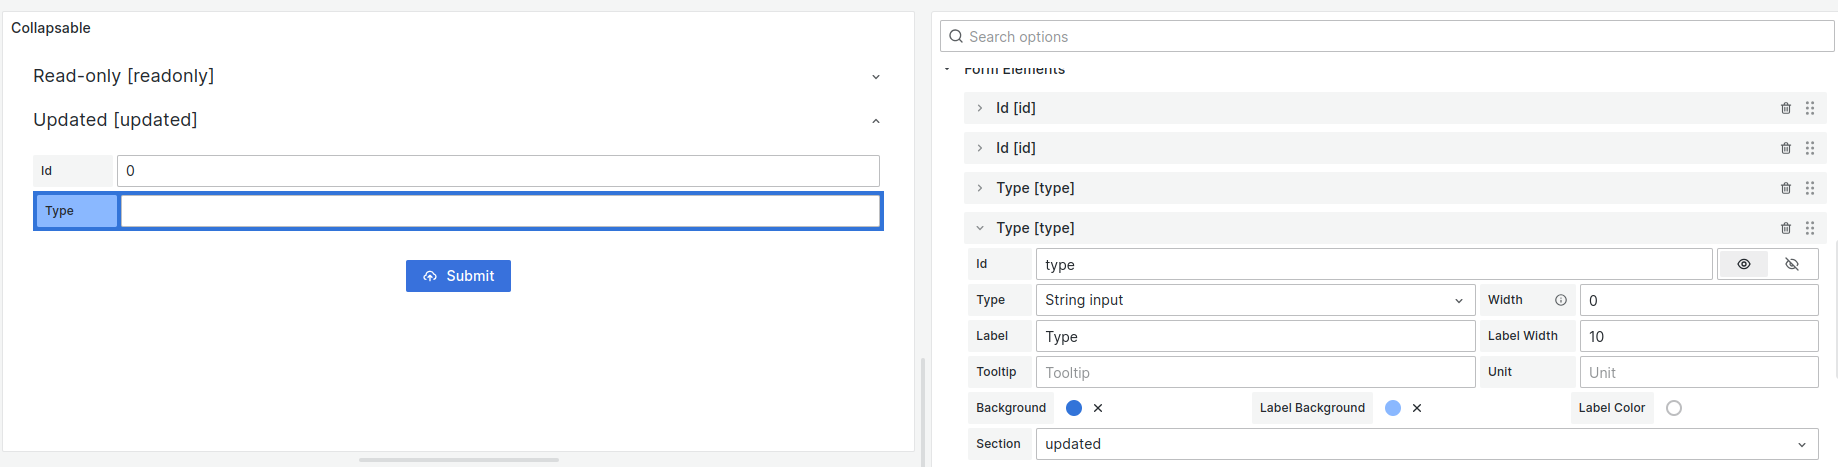 Collapsable
Read-only [readonly]
Updated [updated]
Id 0
Type
Submit
Search options
Form Elements
Id [id]
Id [id]
Type [type]
Type [type]
Id type
Type String input Width 0
Label Type Label Width 10
Tooltip Tooltip Unit Unit
Background Label Background Label Color
Section updated